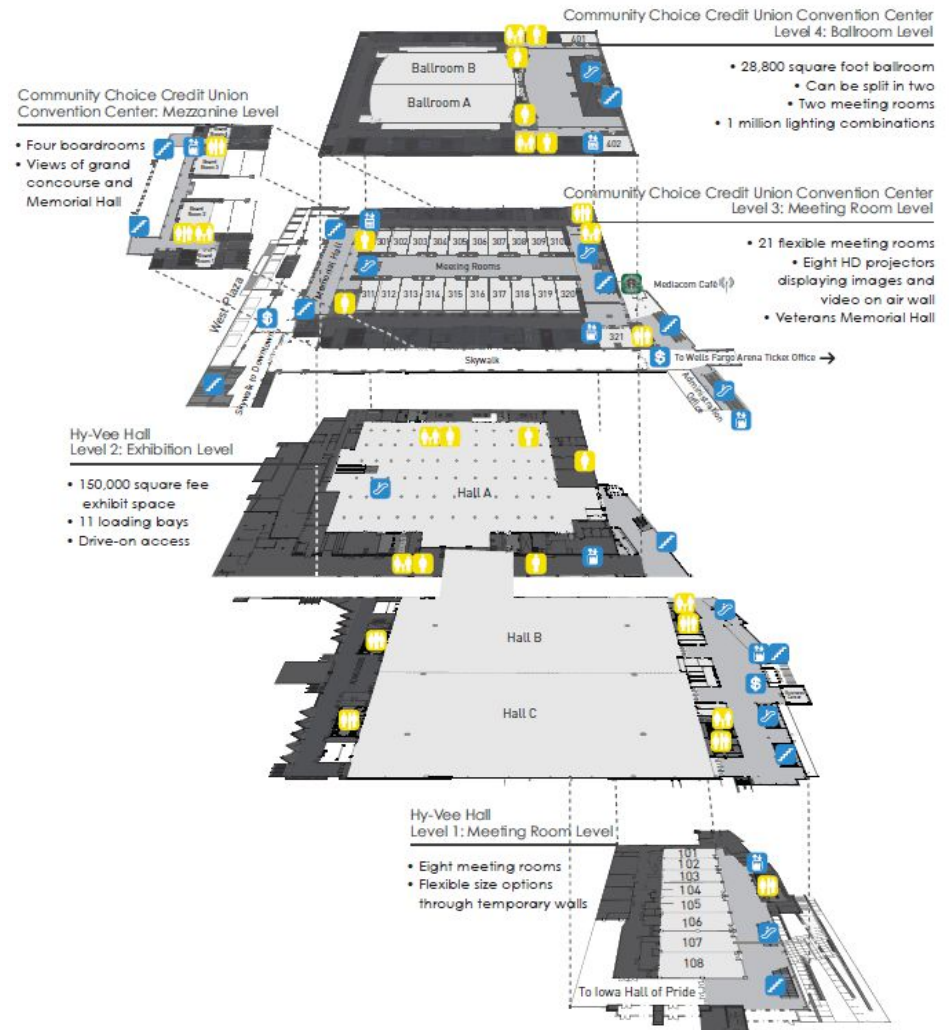 Community Choice Credit Union Convention Center
Level 4: Ballroom Level
• 28,800 square foot ballroom
• Can be split in two
• Two meeting rooms
• 1 million lighting combinations
401
Ballroom B
Ballroom A
402
Community Choice Credit Union
Convention Center: Mezzanine Level
• Four boardrooms
• Views of grand
concourse and
Memorial Hall
Board
Room 3
Board
Room 2
Community Choice Credit Union Convention Center
Level 3: Meeting Room Level
• 21 flexible meeting rooms
• Eight HD projectors
displaying images and
video on air wall
• Veterans Memorial Hall
301 302 303 304 305 306 307 308 309 310
Memorial Hall
Meeting Rooms
311 312 313 314 315 316 317 318 319 320
321
Mediacom Café
West Plaza
Skywalk to Downtown
$
Skywalk
$
To Wells Fargo Arena Ticket Office →
Administration
Office
Hy-Vee Hall
Level 2: Exhibition Level
• 150,000 square fee
exhibit space
• 11 loading bays
• Drive-on access
Hall A
Hall B
Hall C
$
Hy-Vee Hall
Level 1: Meeting Room Level
• Eight meeting rooms
• Flexible size options
through temporary walls
101
102
103
104
105
106
107
108
To Iowa Hall of Pride